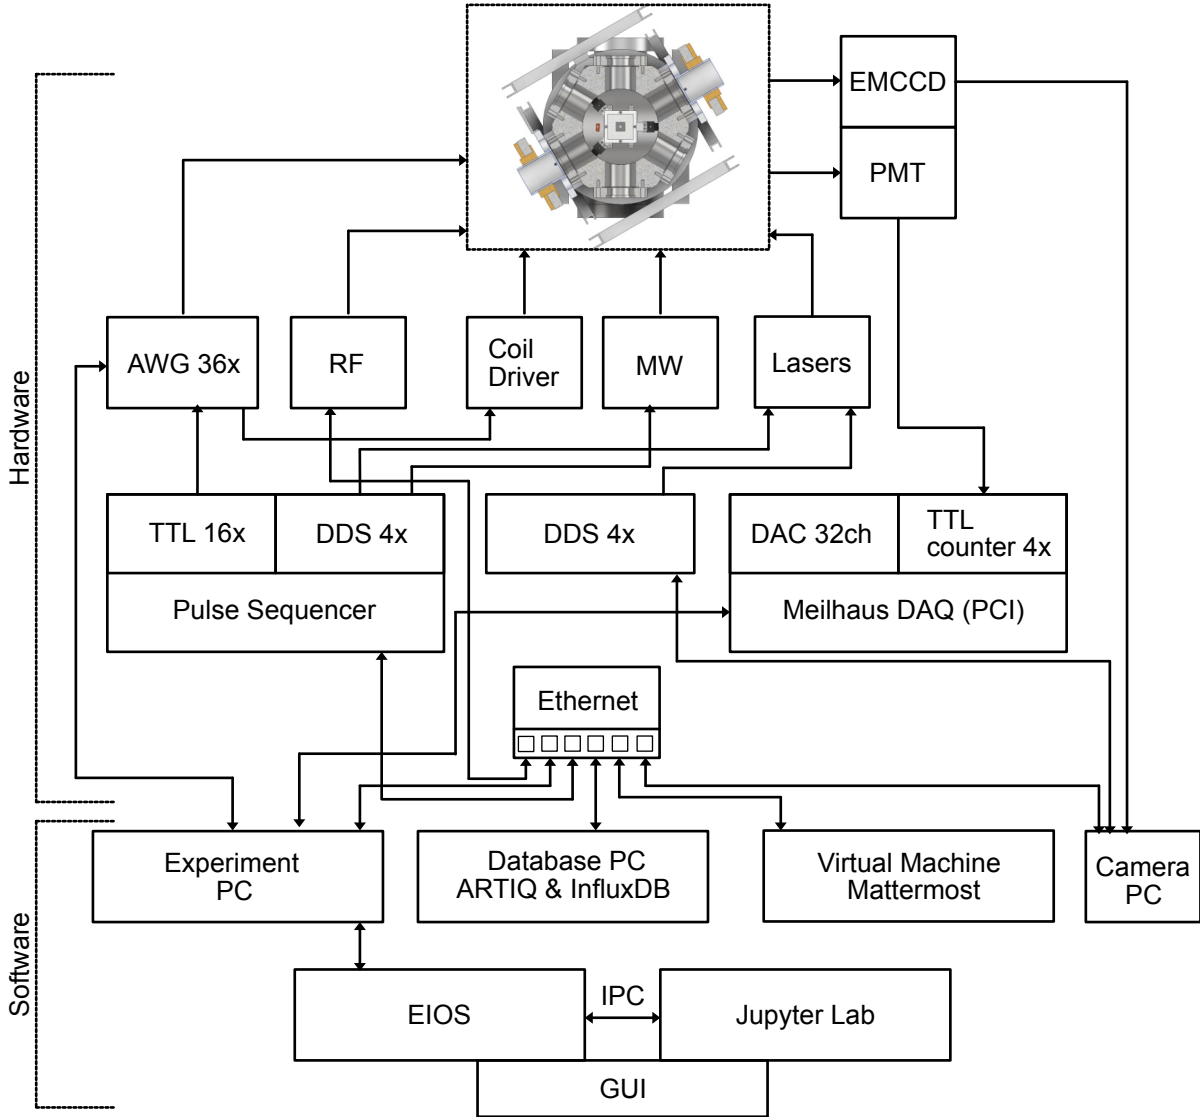 EMCCD
PMT
Hardware
AWG 36x
RF
Coil
Driver
MW
Lasers
TTL 16x
DDS 4x
Pulse Sequencer
DDS 4x
DAC 32ch
TTL
counter 4x
Meilhaus DAQ (PCI)
Ethernet
Software
Experiment
PC
Database PC
ARTIQ & InfluxDB
Virtual Machine
Mattermost
Camera
PC
EIOS
IPC
Jupyter Lab
GUI